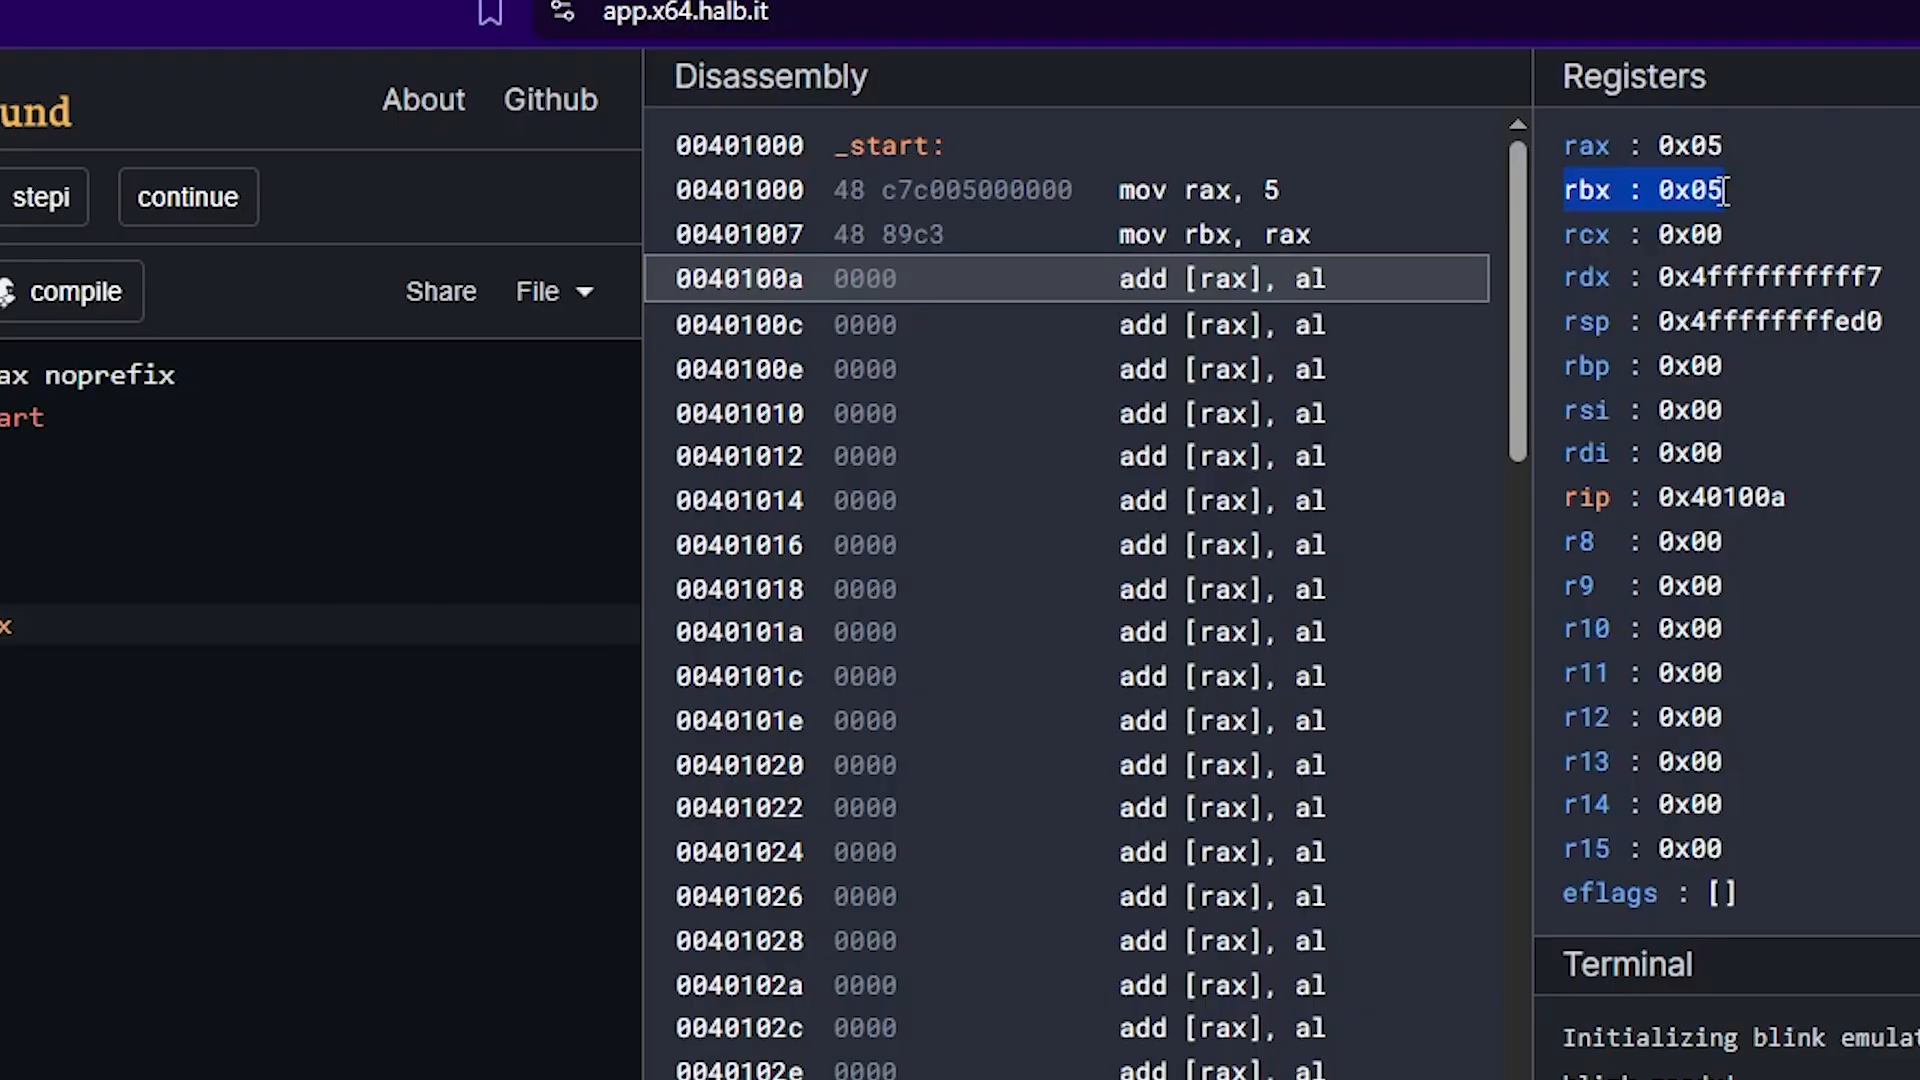 app.x64.halb.it
und
About
Github
stepi
continue
compile
Share
File
ax noprefix
art
x
Disassembly
00401000 _start:
00401000 48 c7c005000000 mov rax, 5
00401007 48 89c3 mov rbx, rax
0040100a 0000 add [rax], al
0040100c 0000 add [rax], al
0040100e 0000 add [rax], al
00401010 0000 add [rax], al
00401012 0000 add [rax], al
00401014 0000 add [rax], al
00401016 0000 add [rax], al
00401018 0000 add [rax], al
0040101a 0000 add [rax], al
0040101c 0000 add [rax], al
0040101e 0000 add [rax], al
00401020 0000 add [rax], al
00401022 0000 add [rax], al
00401024 0000 add [rax], al
00401026 0000 add [rax], al
00401028 0000 add [rax], al
0040102a 0000 add [rax], al
0040102c 0000 add [rax], al
0040102e 0000 add [rax], al
Registers
rax : 0x05
rbx : 0x05
rcx : 0x00
rdx : 0x4ffffffffff7
rsp : 0x4ffffffffed0
rbp : 0x00
rsi : 0x00
rdi : 0x00
rip : 0x40100a
r8 : 0x00
r9 : 0x00
r10 : 0x00
r11 : 0x00
r12 : 0x00
r13 : 0x00
r14 : 0x00
r15 : 0x00
eflags : []
Terminal
Initializing blink emulat